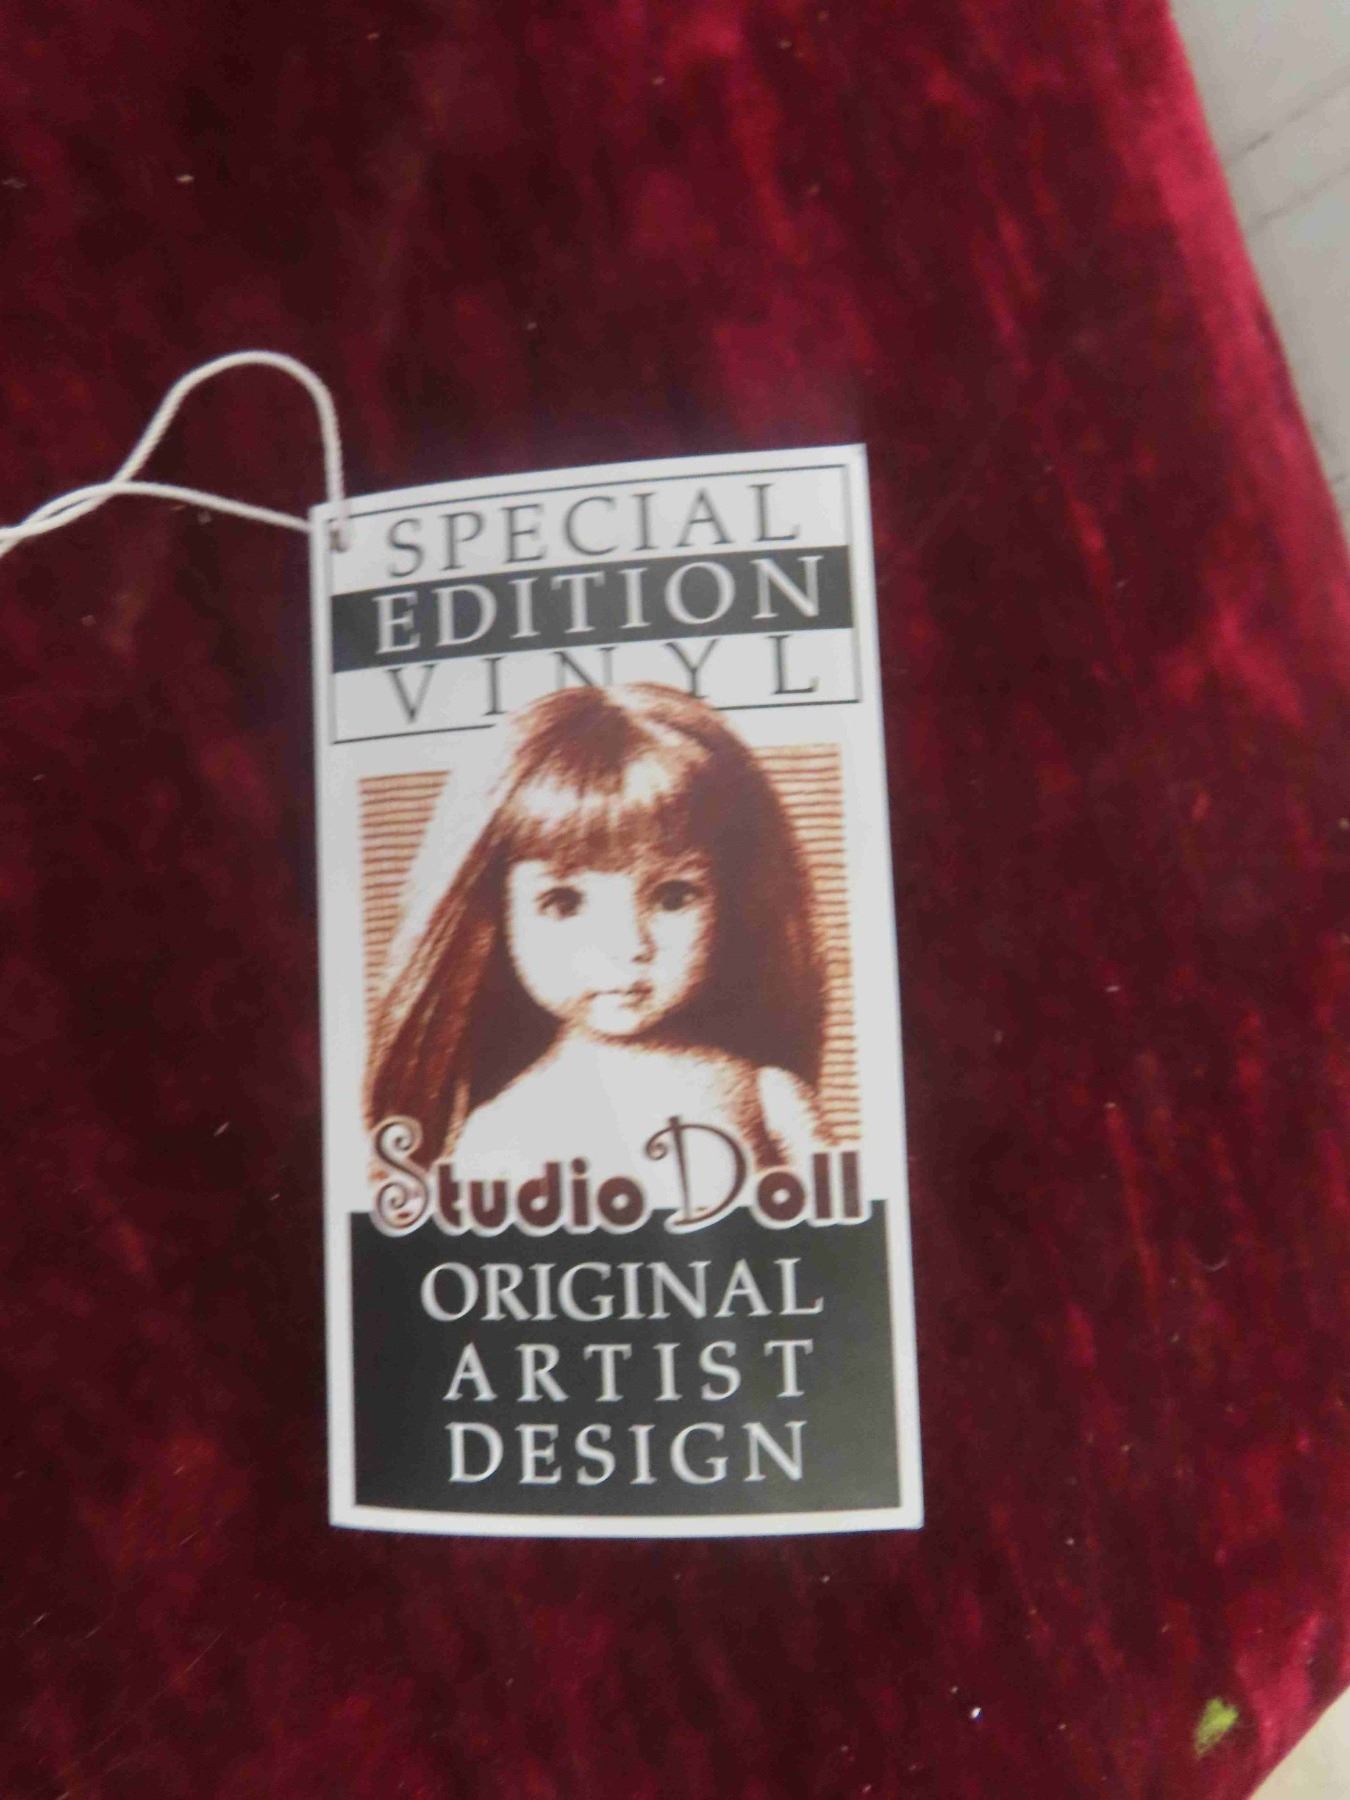 SPECIAL
EDITION
VINYL
Studio Doll
ORIGINAL
ARTIST
DESIGN